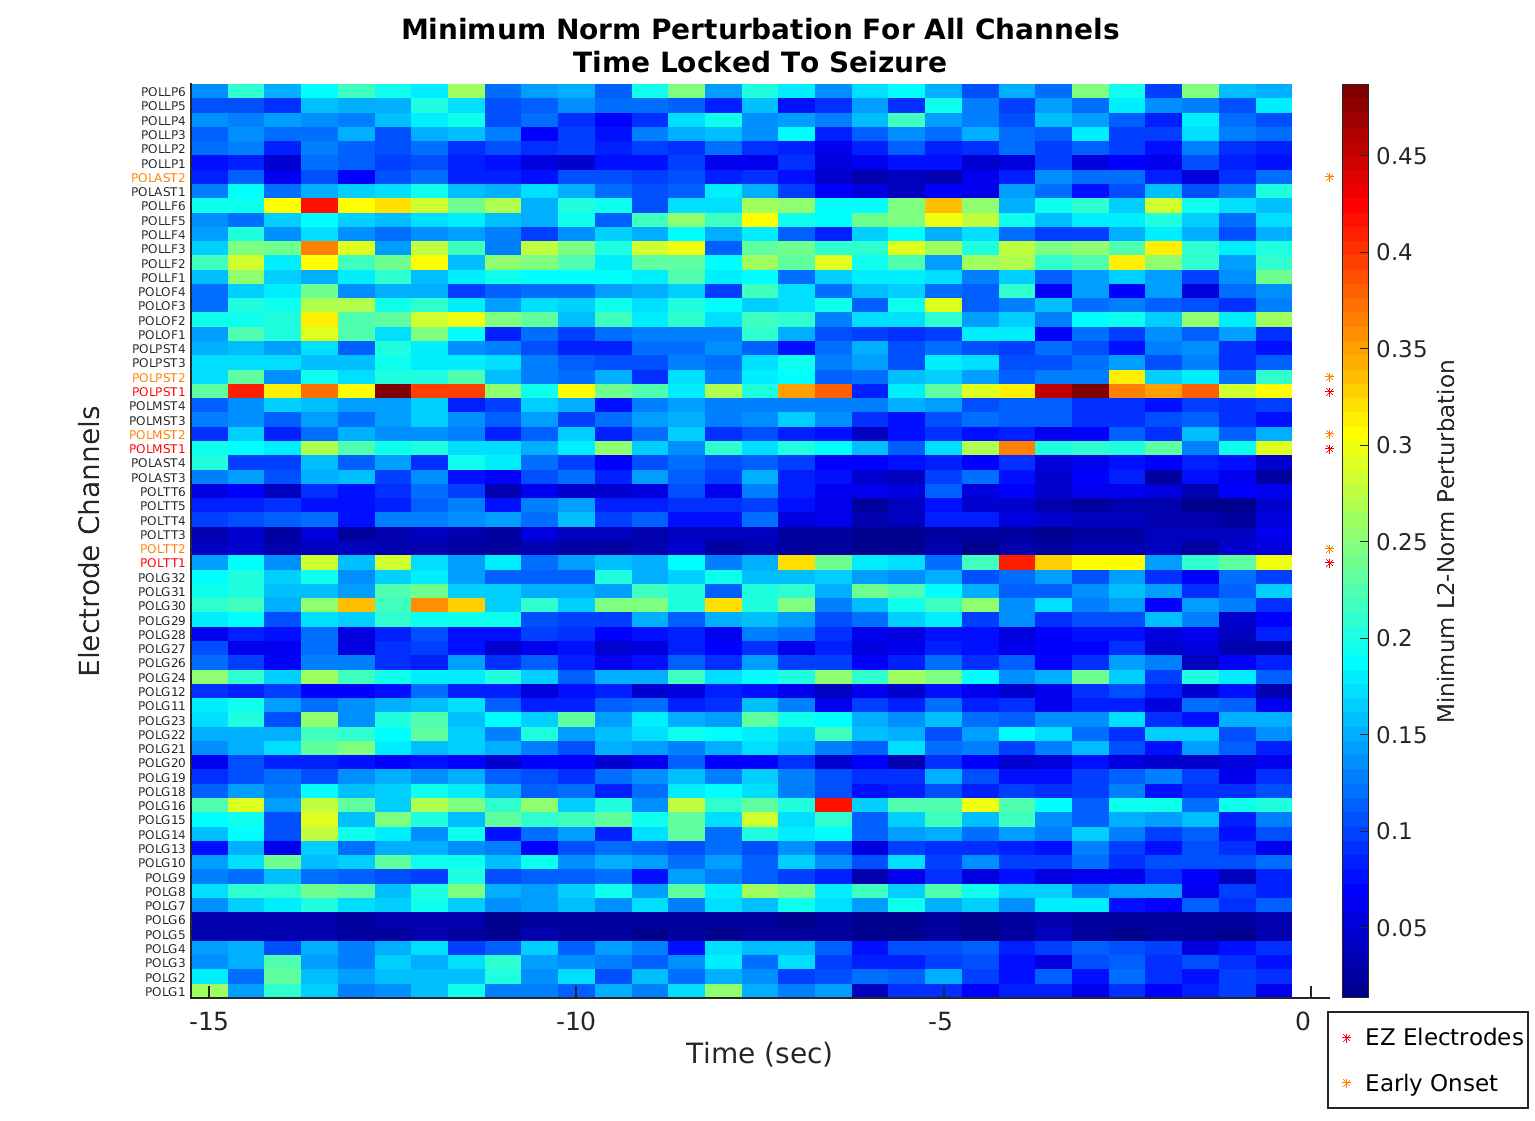 Minimum Norm Perturbation For All Channels
Time Locked To Seizure
Electrode Channels
POLLP6
POLLP5
POLLP4
POLLP3
POLLP2
POLLP1
POLAST2
POLAST1
POLLF6
POLLF5
POLLF4
POLLF3
POLLF2
POLLF1
POLOF4
POLOF3
POLOF2
POLOF1
POLPST4
POLPST3
POLPST2
POLPST1
POLMST4
POLMST3
POLMST2
POLMST1
POLAST4
POLAST3
POLTT6
POLTT5
POLTT4
POLTT3
POLTT2
POLTT1
POLG32
POLG31
POLG30
POLG29
POLG28
POLG27
POLG26
POLG24
POLG12
POLG11
POLG23
POLG22
POLG21
POLG20
POLG19
POLG18
POLG16
POLG15
POLG14
POLG13
POLG10
POLG9
POLG8
POLG7
POLG6
POLG5
POLG4
POLG3
POLG2
POLG1
-15 -10 -5 0
Time (sec)
0.45
0.4
0.35
0.3
0.25
0.2
0.15
0.1
0.05
Minimum L2-Norm Perturbation
EZ Electrodes
Early Onset